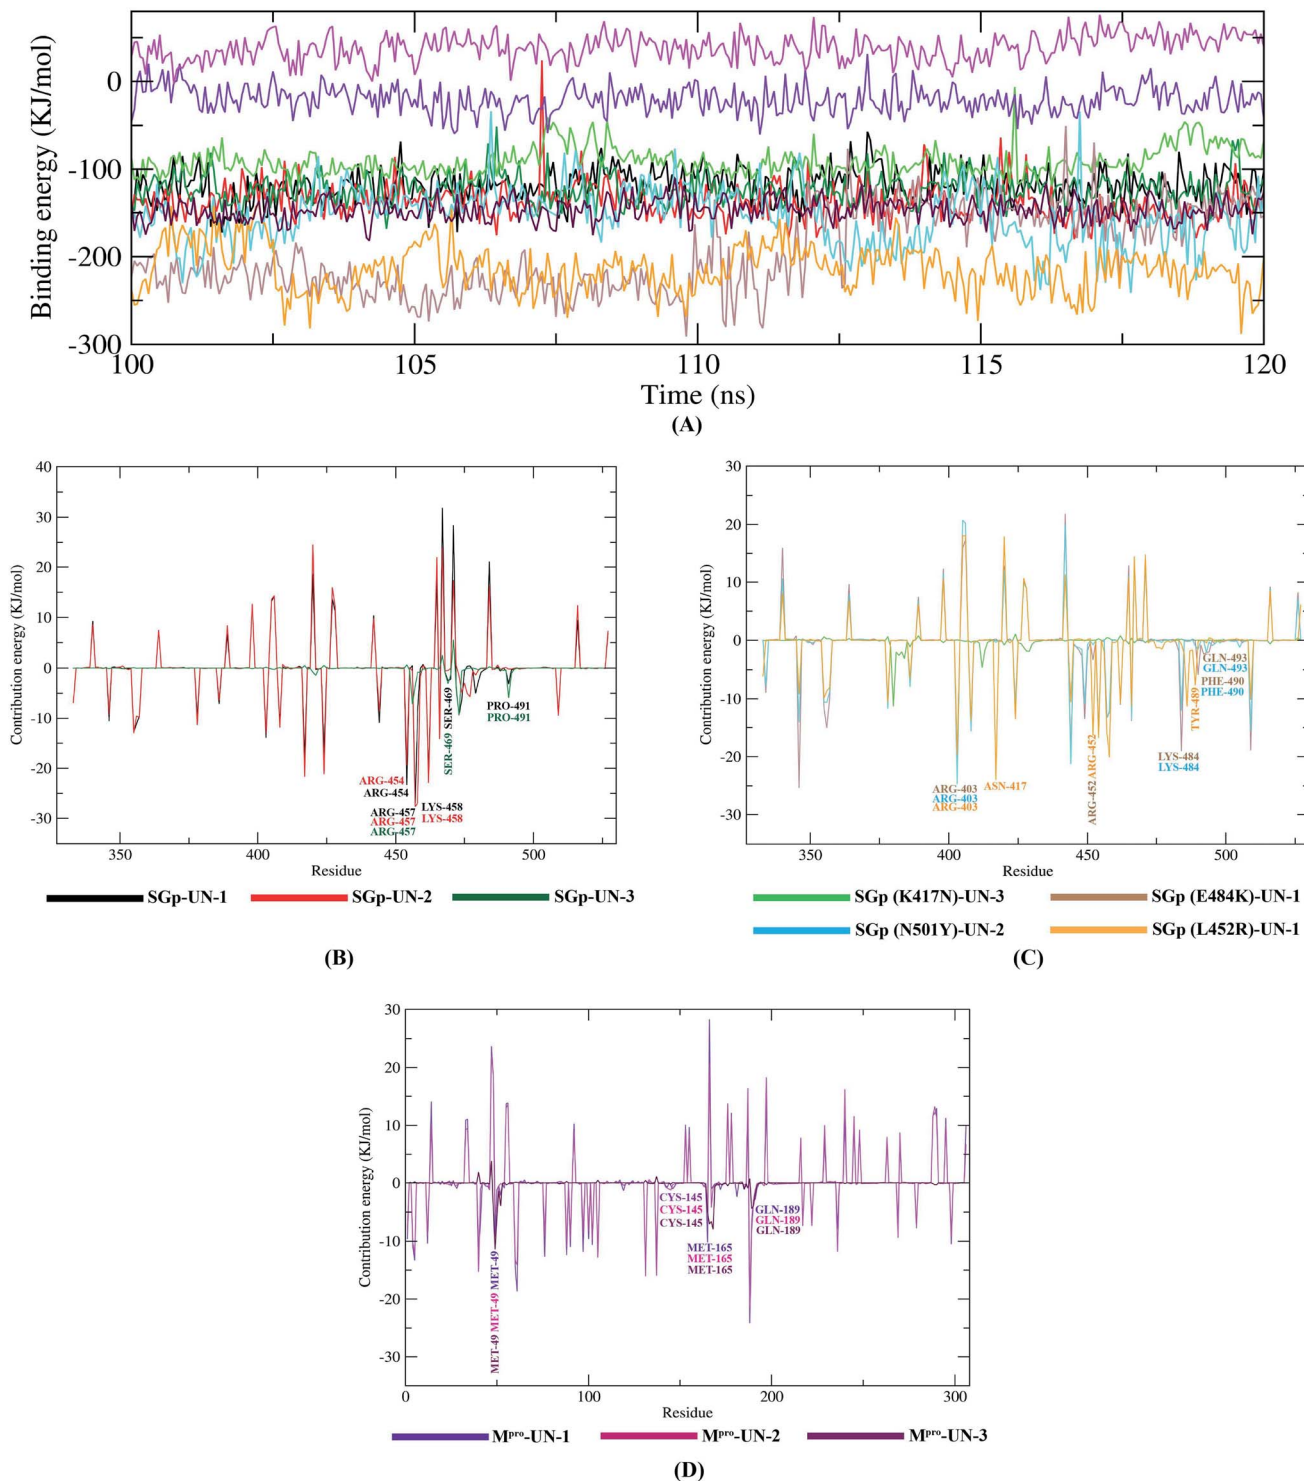 Binding energy (KJ/mol)
0
-100
-200
-300
100
105
110
115
120
Time (ns)
(A)
Contribution energy (KJ/mol)
40
30
20
10
0
-10
-20
-30
350
400
450
500
Residue
SER-469
SER-469
PRO-491
PRO-491
ARG-454
ARG-454
ARG-457
ARG-457
ARG-457
LYS-458
LYS-458
SGp-UN-1
SGp-UN-2
SGp-UN-3
(B)
Contribution energy (KJ/mol)
30
20
10
0
-10
-20
-30
350
400
450
500
Residue
GLN-493
GLN-493
PHE-490
PHE-490
TYR-489
LYS-484
LYS-484
ARG-452
ARG-452
ASN-417
ARG-403
ARG-403
ARG-403
SGp (K417N)-UN-3
SGp (E484K)-UN-1
SGp (N501Y)-UN-2
SGp (L452R)-UN-1
(C)
Contribution energy (KJ/mol)
30
20
10
0
-10
-20
-30
0
100
200
300
Residue
MET-49
MET-49
MET-49
CYS-145
CYS-145
CYS-145
MET-165
MET-165
MET-165
GLN-189
GLN-189
GLN-189
Mᵖʳᵒ-UN-1
Mᵖʳᵒ-UN-2
Mᵖʳᵒ-UN-3
(D)